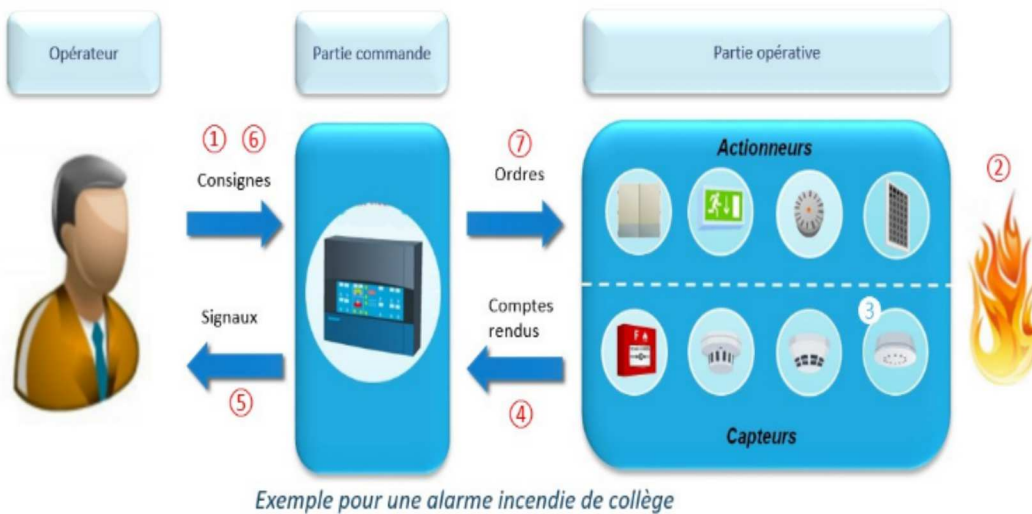 Opérateur
Partie commande
Partie opérative
① ⑥
Consignes
⑦
Ordres
Actionneurs
②
Signaux
⑤
Comptes
rendus
④
F A
3
Capteurs
Exemple pour une alarme incendie de collège